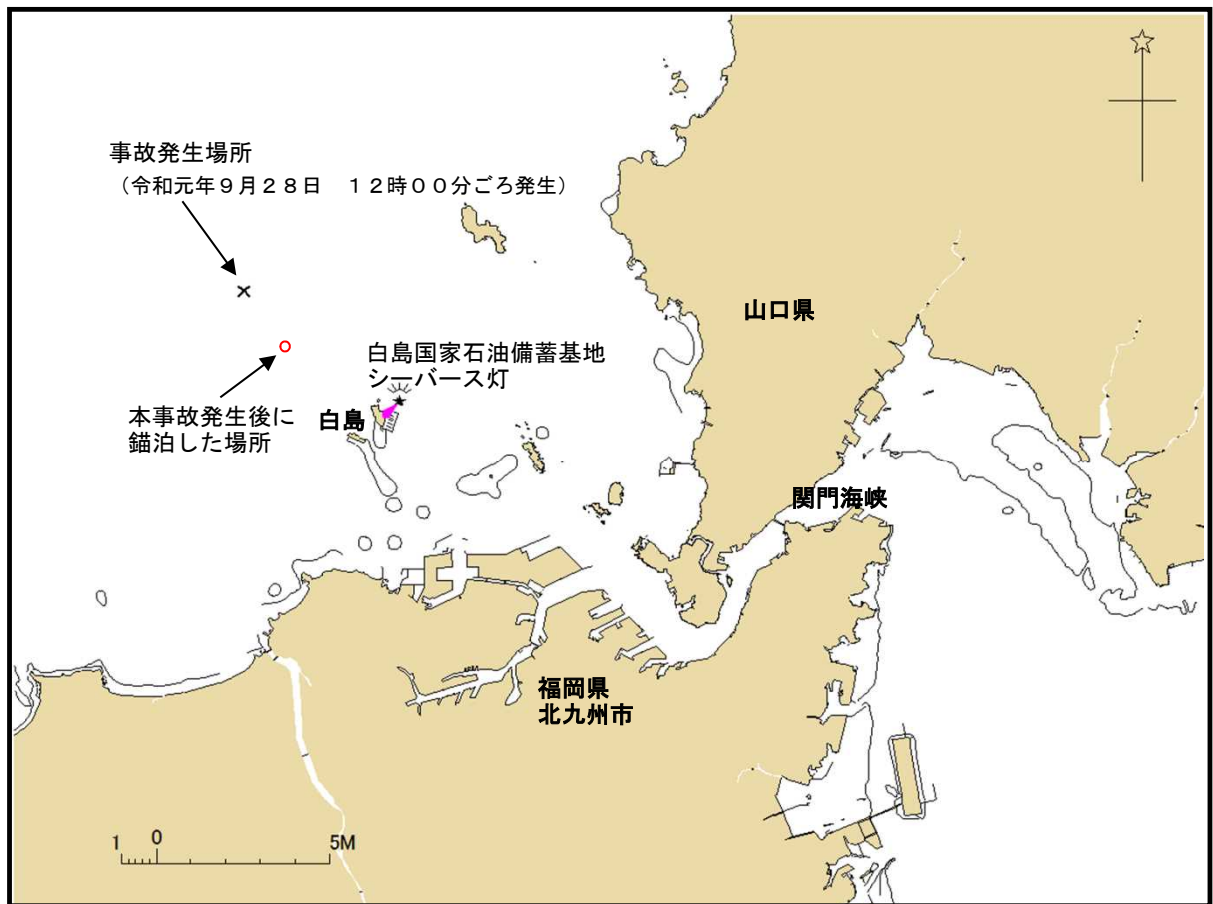 事故発生場所
（令和元年９月２８日　１２時００分ごろ発生）
山口県
白島国家石油備蓄基地
シーバース灯
本事故発生後に
錨泊した場所
白島
関門海峡
福岡県
北九州市
1 0 5M